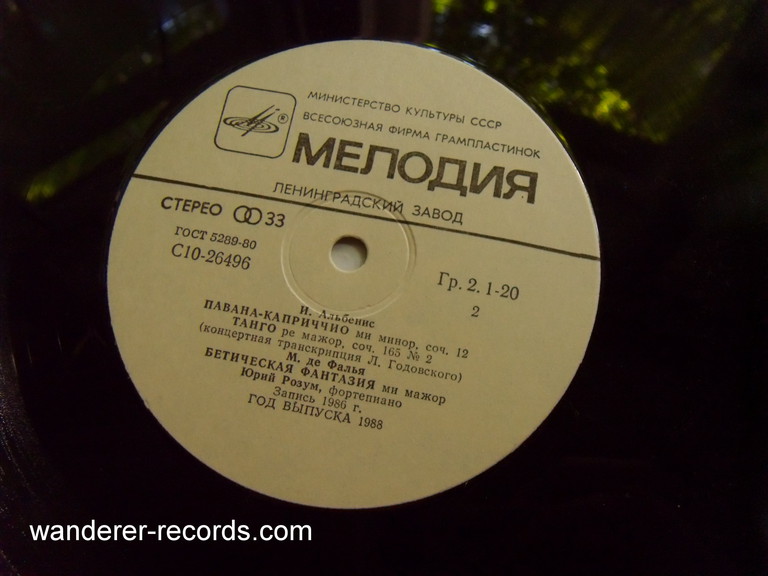 МИНИСТЕРСТВО КУЛЬТУРЫ СССР
ВСЕСОЮЗНАЯ ФИРМА ГРАМПЛАСТИНОК
®
МЕЛОДИЯ
ЛЕНИНГРАДСКИЙ ЗАВОД
СТЕРЕО 33
ГОСТ 5289-80
С10-26496
Гр. 2. 1-20
2
И. Альбенис
ПАВАНА-КАПРИЧЧИО ми минор, соч. 12
ТАНГО ре мажор, соч. 165 № 2
(концертная транскрипция Л. Годовского)
М. де Фалья
БЕТИЧЕСКАЯ ФАНТАЗИЯ ми мажор
Юрий Розум, фортепиано
Запись 1986 г.
ГОД ВЫПУСКА 1988
wanderer-records.com